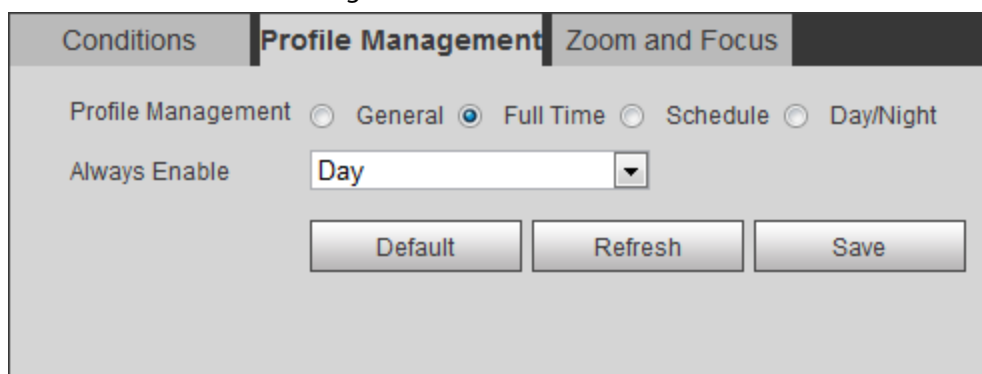 Conditions Profile Management Zoom and Focus
Profile Management General Full Time Schedule Day/Night
Always Enable Day
Default Refresh Save